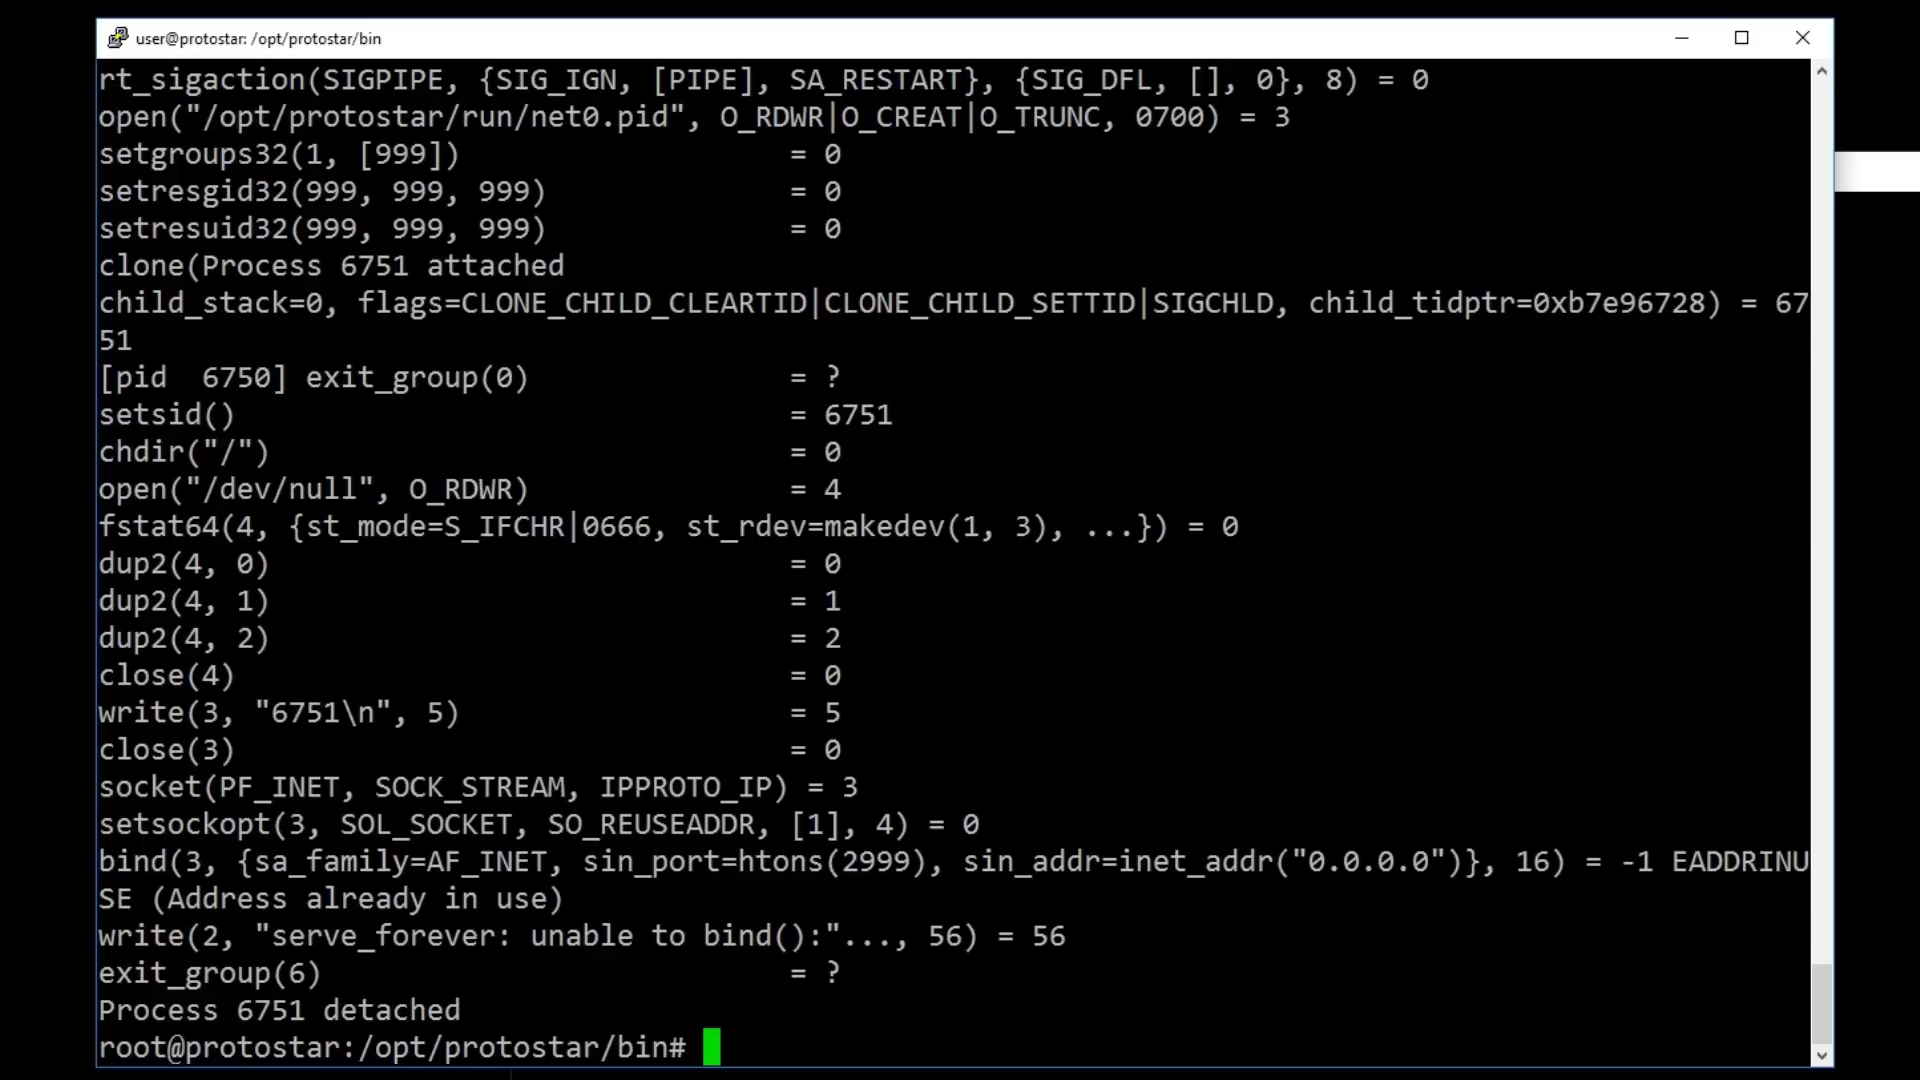 user@protostar: /opt/protostar/bin
rt_sigaction(SIGPIPE, {SIG_IGN, [PIPE], SA_RESTART}, {SIG_DFL, [], 0}, 8) = 0
open("/opt/protostar/run/net0.pid", O_RDWR|O_CREAT|O_TRUNC, 0700) = 3
setgroups32(1, [999])                   = 0
setresgid32(999, 999, 999)              = 0
setresuid32(999, 999, 999)              = 0
clone(Process 6751 attached
child_stack=0, flags=CLONE_CHILD_CLEARTID|CLONE_CHILD_SETTID|SIGCHLD, child_tidptr=0xb7e96728) = 67
51
[pid  6750] exit_group(0)               = ?
setsid()                                = 6751
chdir("/")                              = 0
open("/dev/null", O_RDWR)               = 4
fstat64(4, {st_mode=S_IFCHR|0666, st_rdev=makedev(1, 3), ...}) = 0
dup2(4, 0)                              = 0
dup2(4, 1)                              = 1
dup2(4, 2)                              = 2
close(4)                                = 0
write(3, "6751\n", 5)                   = 5
close(3)                                = 0
socket(PF_INET, SOCK_STREAM, IPPROTO_IP) = 3
setsockopt(3, SOL_SOCKET, SO_REUSEADDR, [1], 4) = 0
bind(3, {sa_family=AF_INET, sin_port=htons(2999), sin_addr=inet_addr("0.0.0.0")}, 16) = -1 EADDRINU
SE (Address already in use)
write(2, "serve_forever: unable to bind():"..., 56) = 56
exit_group(6)                           = ?
Process 6751 detached
root@protostar:/opt/protostar/bin#